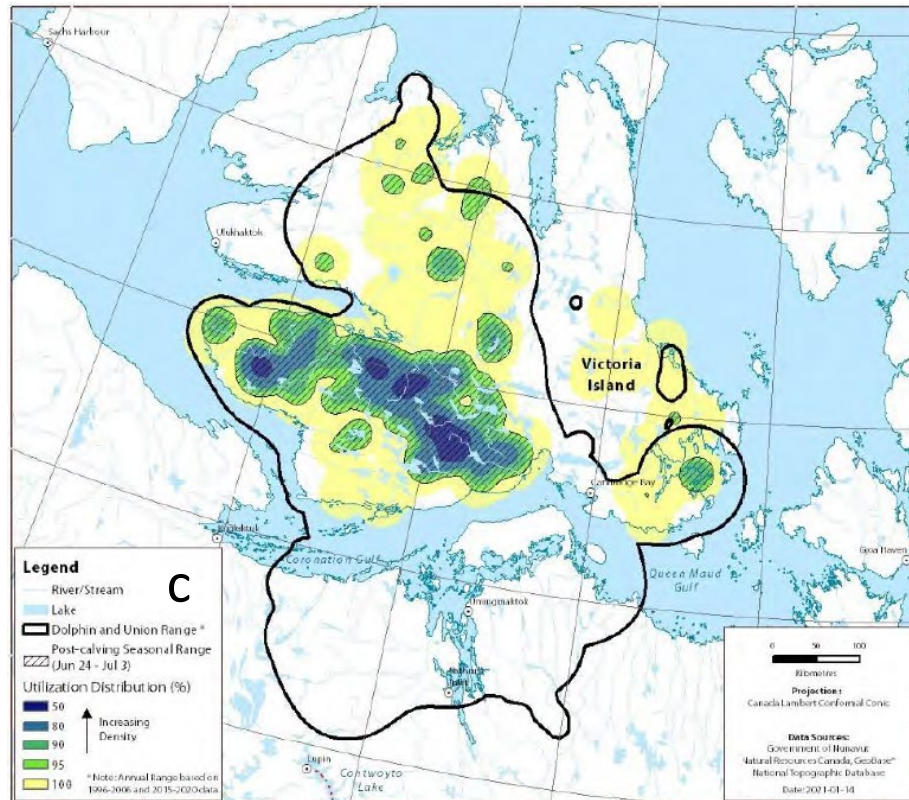 Sachs Harbour
Ulukhaktok
Victoria
Island
Cambridge Bay
Kugluktuk
Coronation Gulf
Gjoa Haven
Queen Maud
Gulf
Umingmaktok
Lupin
Contwoyto
Lake
Legend
C
River/Stream
Lake
Dolphin and Union Range *
Post-calving Seasonal Range
(Jun 24 - Jul 3)
Utilization Distribution (%)
50
80
90
95
100
Increasing
Density
* Note: Annual Range based on
1996-2006 and 2015-2020 data.
0 50 100
Kilometres
Projection:
Canada Lambert Conformal Conic
Data Sources:
Government of Nunavut
Natural Resources Canada, GeoBase®
National Topographic Database
Date: 2021-01-14